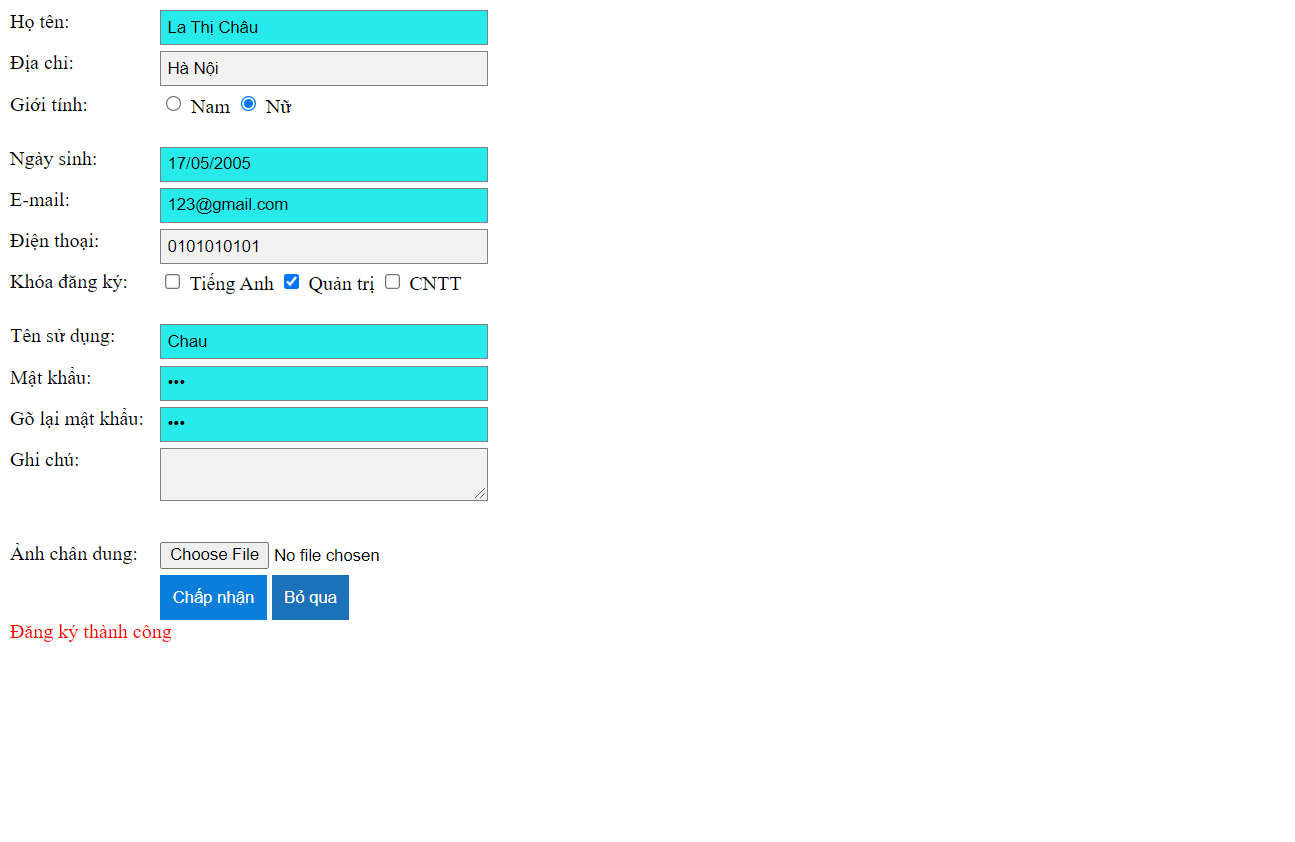 Họ tên: La Thị Châu
Địa chỉ: Hà Nội
Giới tính: Nam Nữ
Ngày sinh: 17/05/2005
E-mail: 123@gmail.com
Điện thoại: 0101010101
Khóa đăng ký: Tiếng Anh Quản trị CNTT
Tên sử dụng: Chau
Mật khẩu: •••
Gõ lại mật khẩu: •••
Ghi chú:
Ảnh chân dung: Choose File No file chosen
Chấp nhận Bỏ qua
Đăng ký thành công